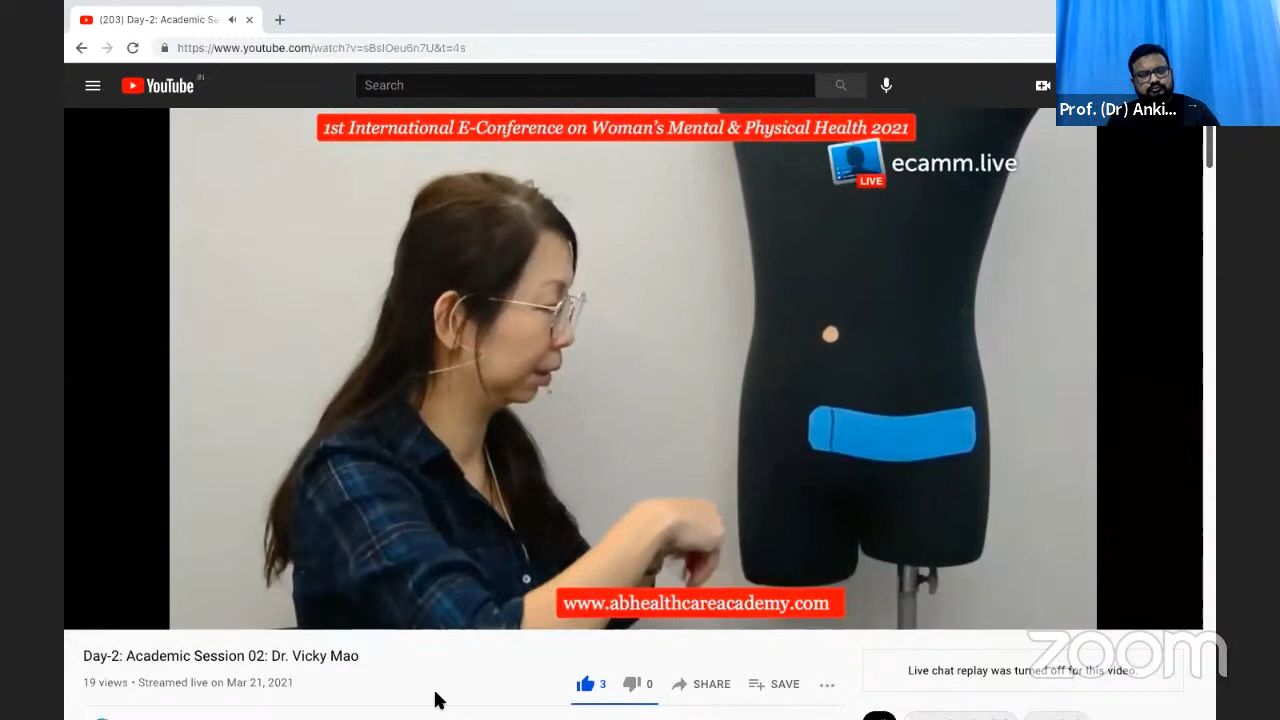 (203) Day-2: Academic Se
https://www.youtube.com/watch?v=sBsIOeu6n7U&t=4s
YouTube IN
Search
Prof. (Dr) Anki...
1st International E-Conference on Woman's Mental & Physical Health 2021
LIVE
ecamm.live
www.abhealthcareacademy.com
Day-2: Academic Session 02: Dr. Vicky Mao
19 views • Streamed live on Mar 21, 2021
3
0
SHARE
SAVE
Live chat replay was turned off for this video.
zoom